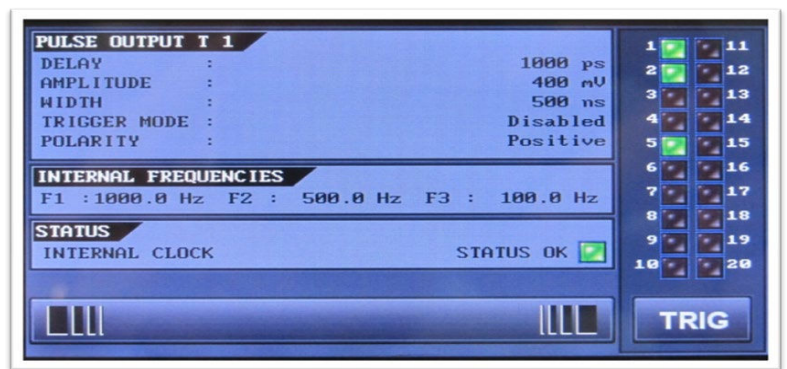 PULSE OUTPUT T 1
DELAY : 1000 ps
AMPLITUDE : 400 mV
WIDTH : 500 ns
TRIGGER MODE : Disabled
POLARITY : Positive
INTERNAL FREQUENCIES
F1 :1000.0 Hz F2 : 500.0 Hz F3 : 100.0 Hz
STATUS
INTERNAL CLOCK STATUS OK
1 11
2 12
3 13
4 14
5 15
6 16
7 17
8 18
9 19
10 20
TRIG